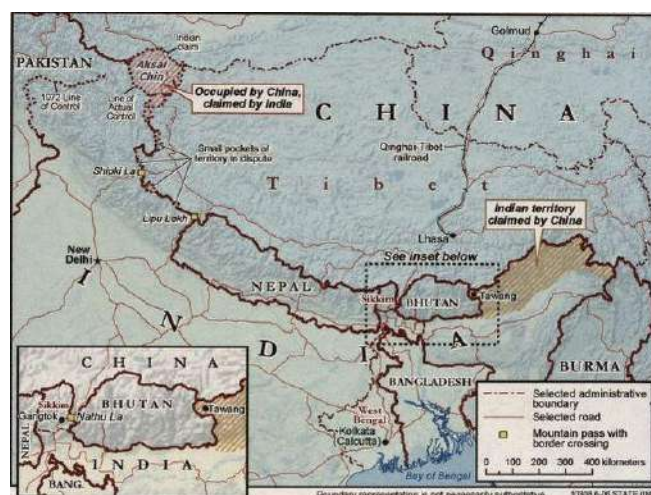 Golmud
Qinghai
PAKISTAN
Indian
claim
Aksai
Chin
Occupied by China,
claimed by India
1972 Line
of Control
Line of
Actual
Control
CHINA
Small pockets of
territory in dispute
Qinghai-Tibet
railroad
Shipki La
Tibet
Lipu Lekh
Indian territory
claimed by China
Lhasa
New
Delhi
See inset below
NEPAL
Sikkim
BHUTAN
Tawang
INDIA
BURMA
BANGLADESH
West
Bengal
Kolkata
(Calcutta)
Bay of Bengal
CHINA
BHUTAN
Tawang
Sikkim
Gangtok
Nathu La
NEPAL
INDIA
BANG.
Selected administrative
boundary
Selected road
Mountain pass with
border crossing
0 100 200 300 400 kilometers
Boundary representation is not necessarily authoritative